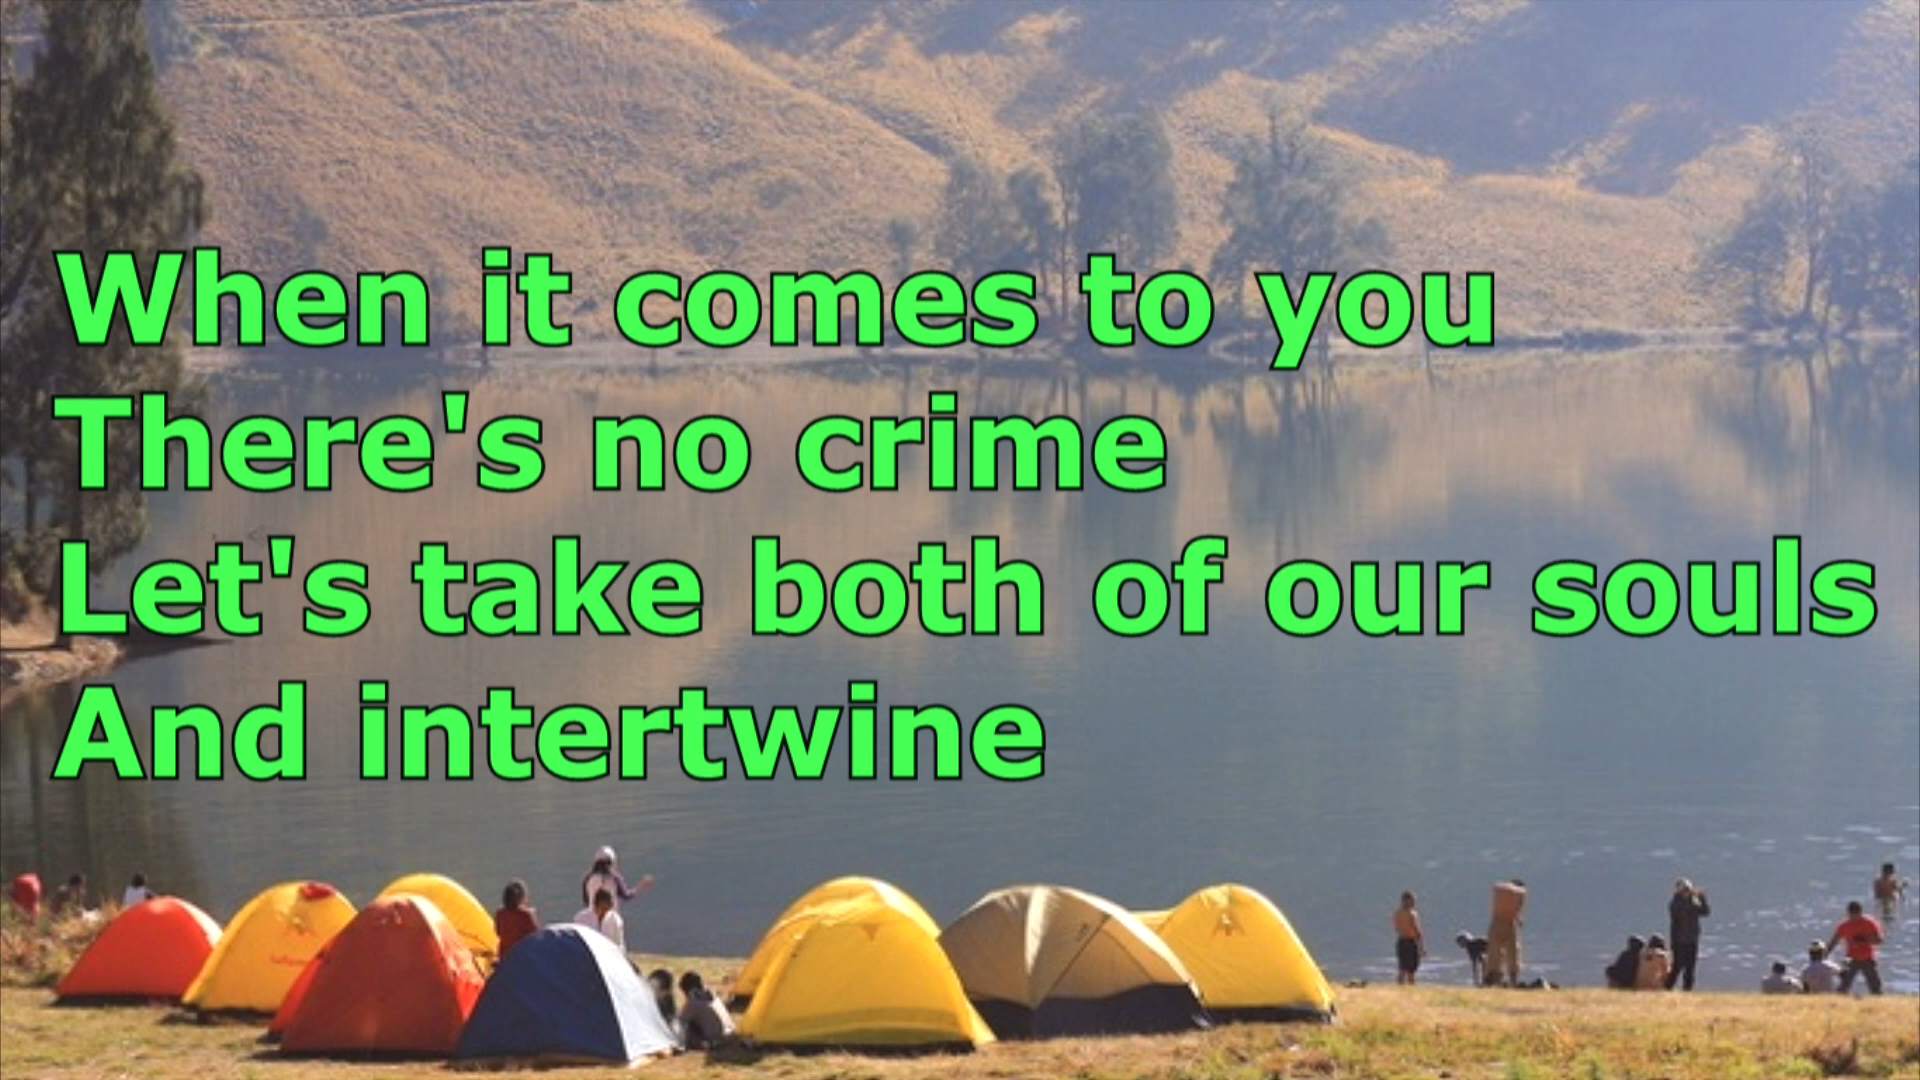 When it comes to you
There's no crime
Let's take both of our souls
And intertwine